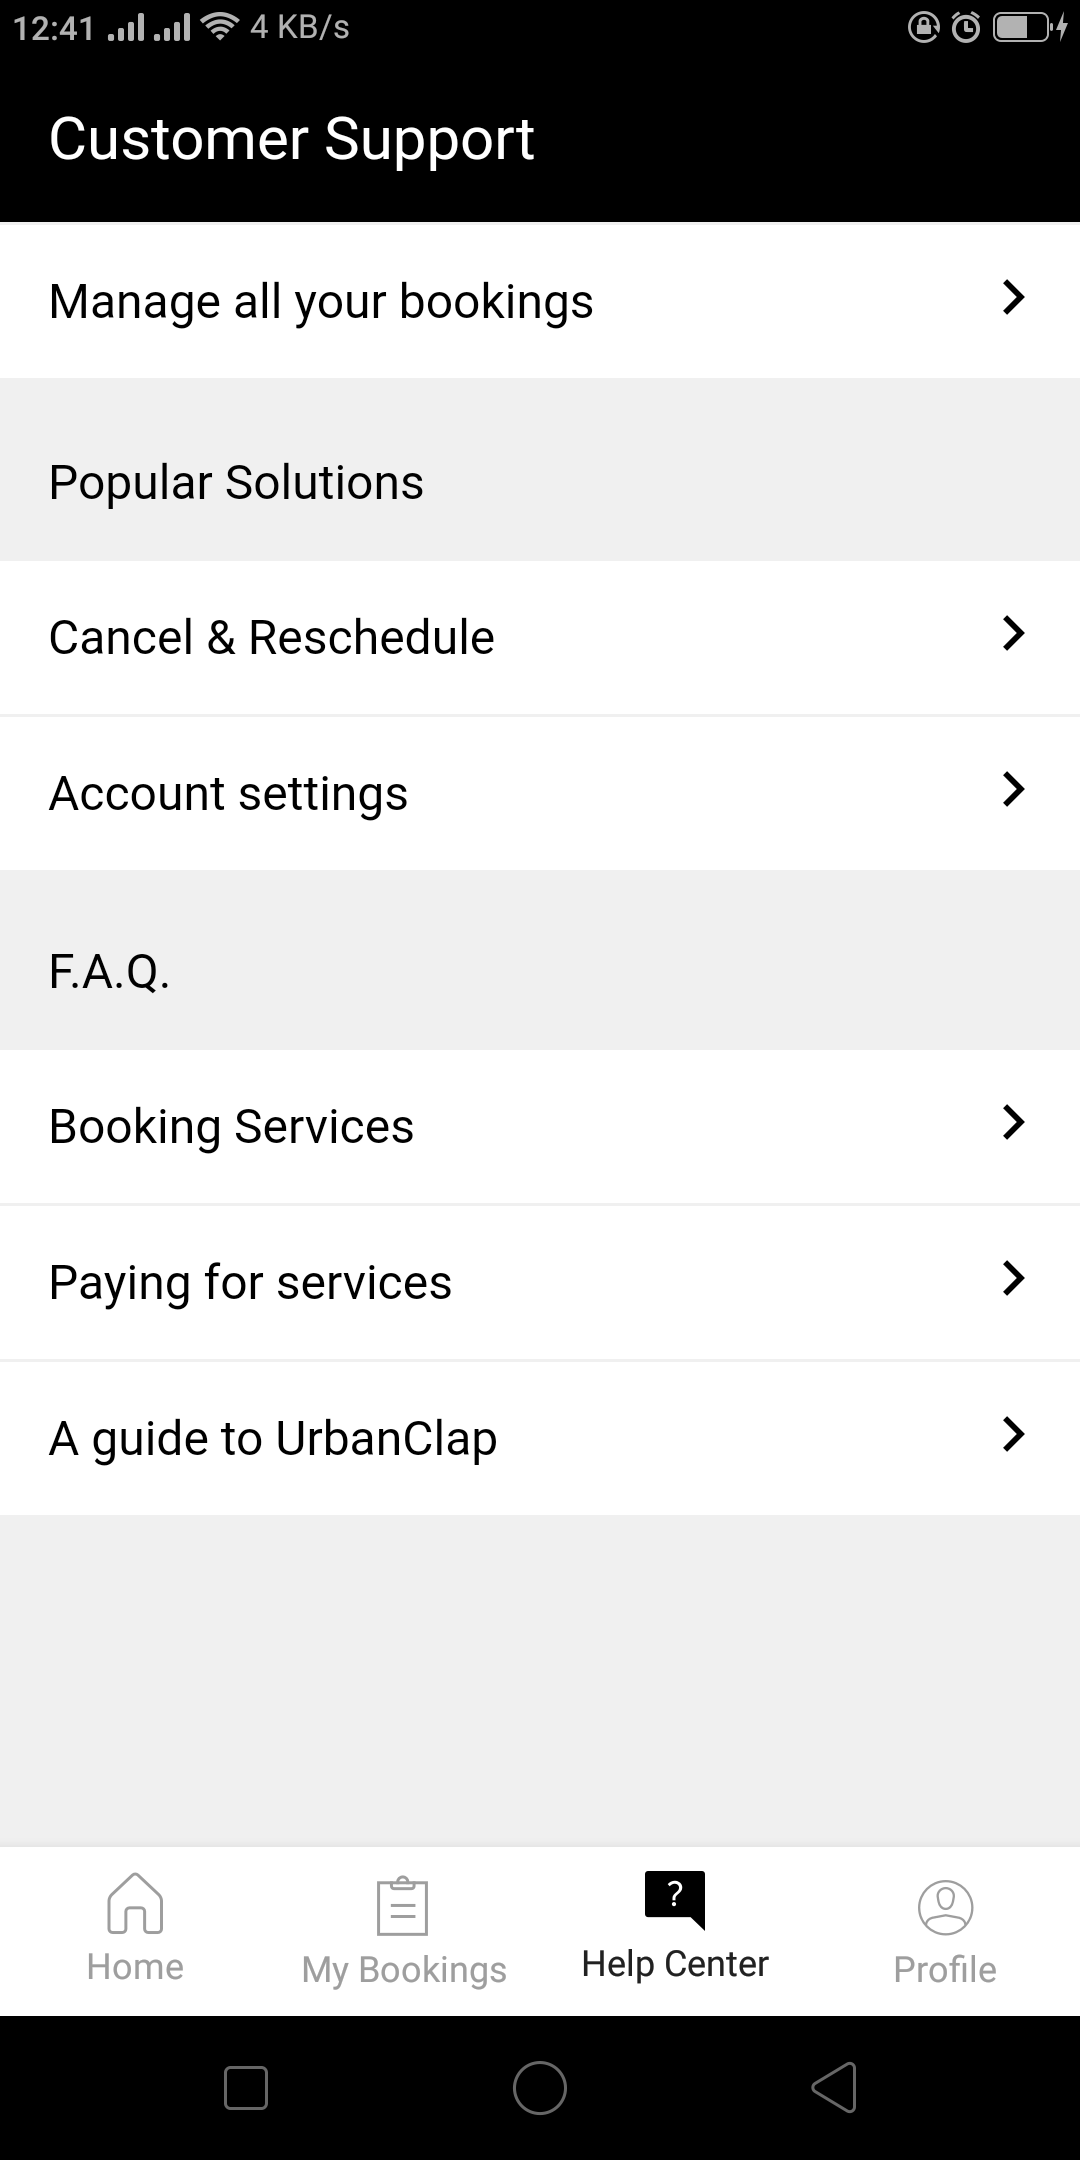 12:41 4 KB/s
Customer Support
Manage all your bookings
Popular Solutions
Cancel & Reschedule
Account settings
F.A.Q.
Booking Services
Paying for services
A guide to UrbanClap
?
Home My Bookings Help Center Profile